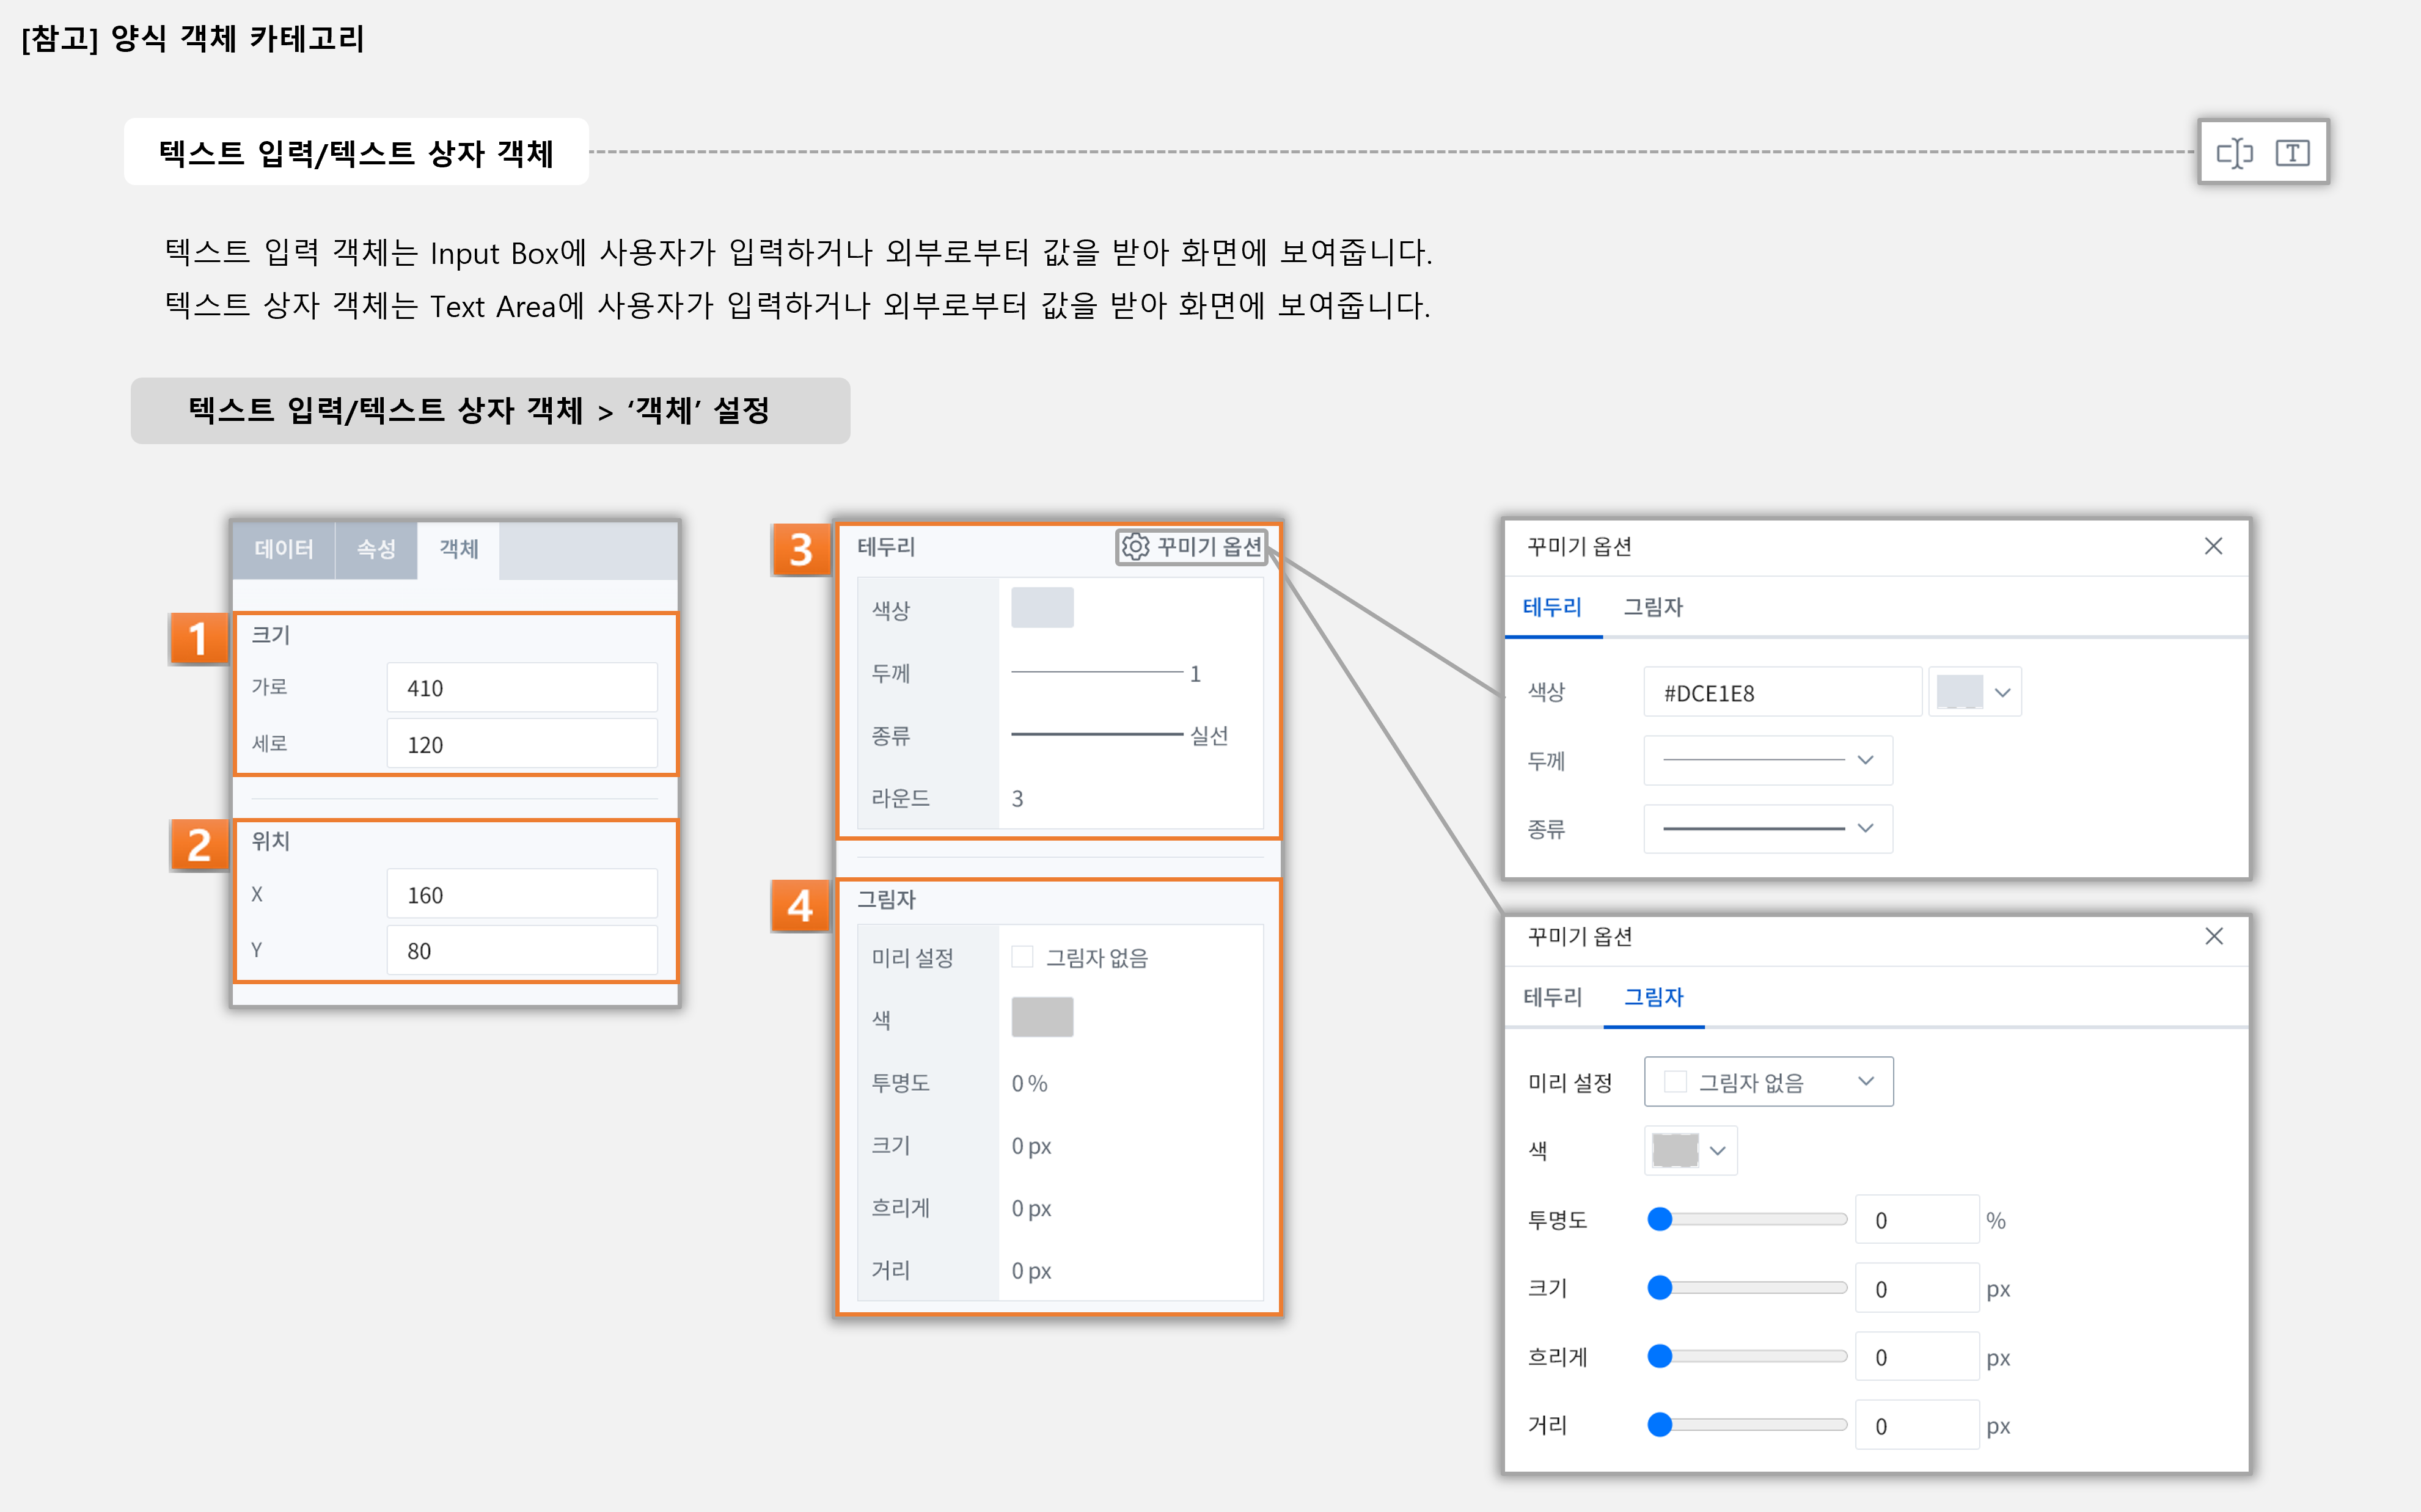 [참고] 양식 객체 카테고리
텍스트 입력/텍스트 상자 객체
T
텍스트 입력 객체는 Input Box에 사용자가 입력하거나 외부로부터 값을 받아 화면에 보여줍니다.
텍스트 상자 객체는 Text Area에 사용자가 입력하거나 외부로부터 값을 받아 화면에 보여줍니다.
텍스트 입력/텍스트 상자 객체 > ‘객체’ 설정
데이터 속성 객체
1
크기
가로 410
세로 120
2
위치
X 160
Y 80
3
테두리 꾸미기 옵션
색상
두께 1
종류 실선
라운드 3
4
그림자
미리 설정 그림자 없음
색
투명도 0 %
크기 0 px
흐리게 0 px
거리 0 px
꾸미기 옵션
테두리 그림자
색상 #DCE1E8
두께
종류
꾸미기 옵션
테두리 그림자
미리 설정 그림자 없음
색
투명도 0 %
크기 0 px
흐리게 0 px
거리 0 px